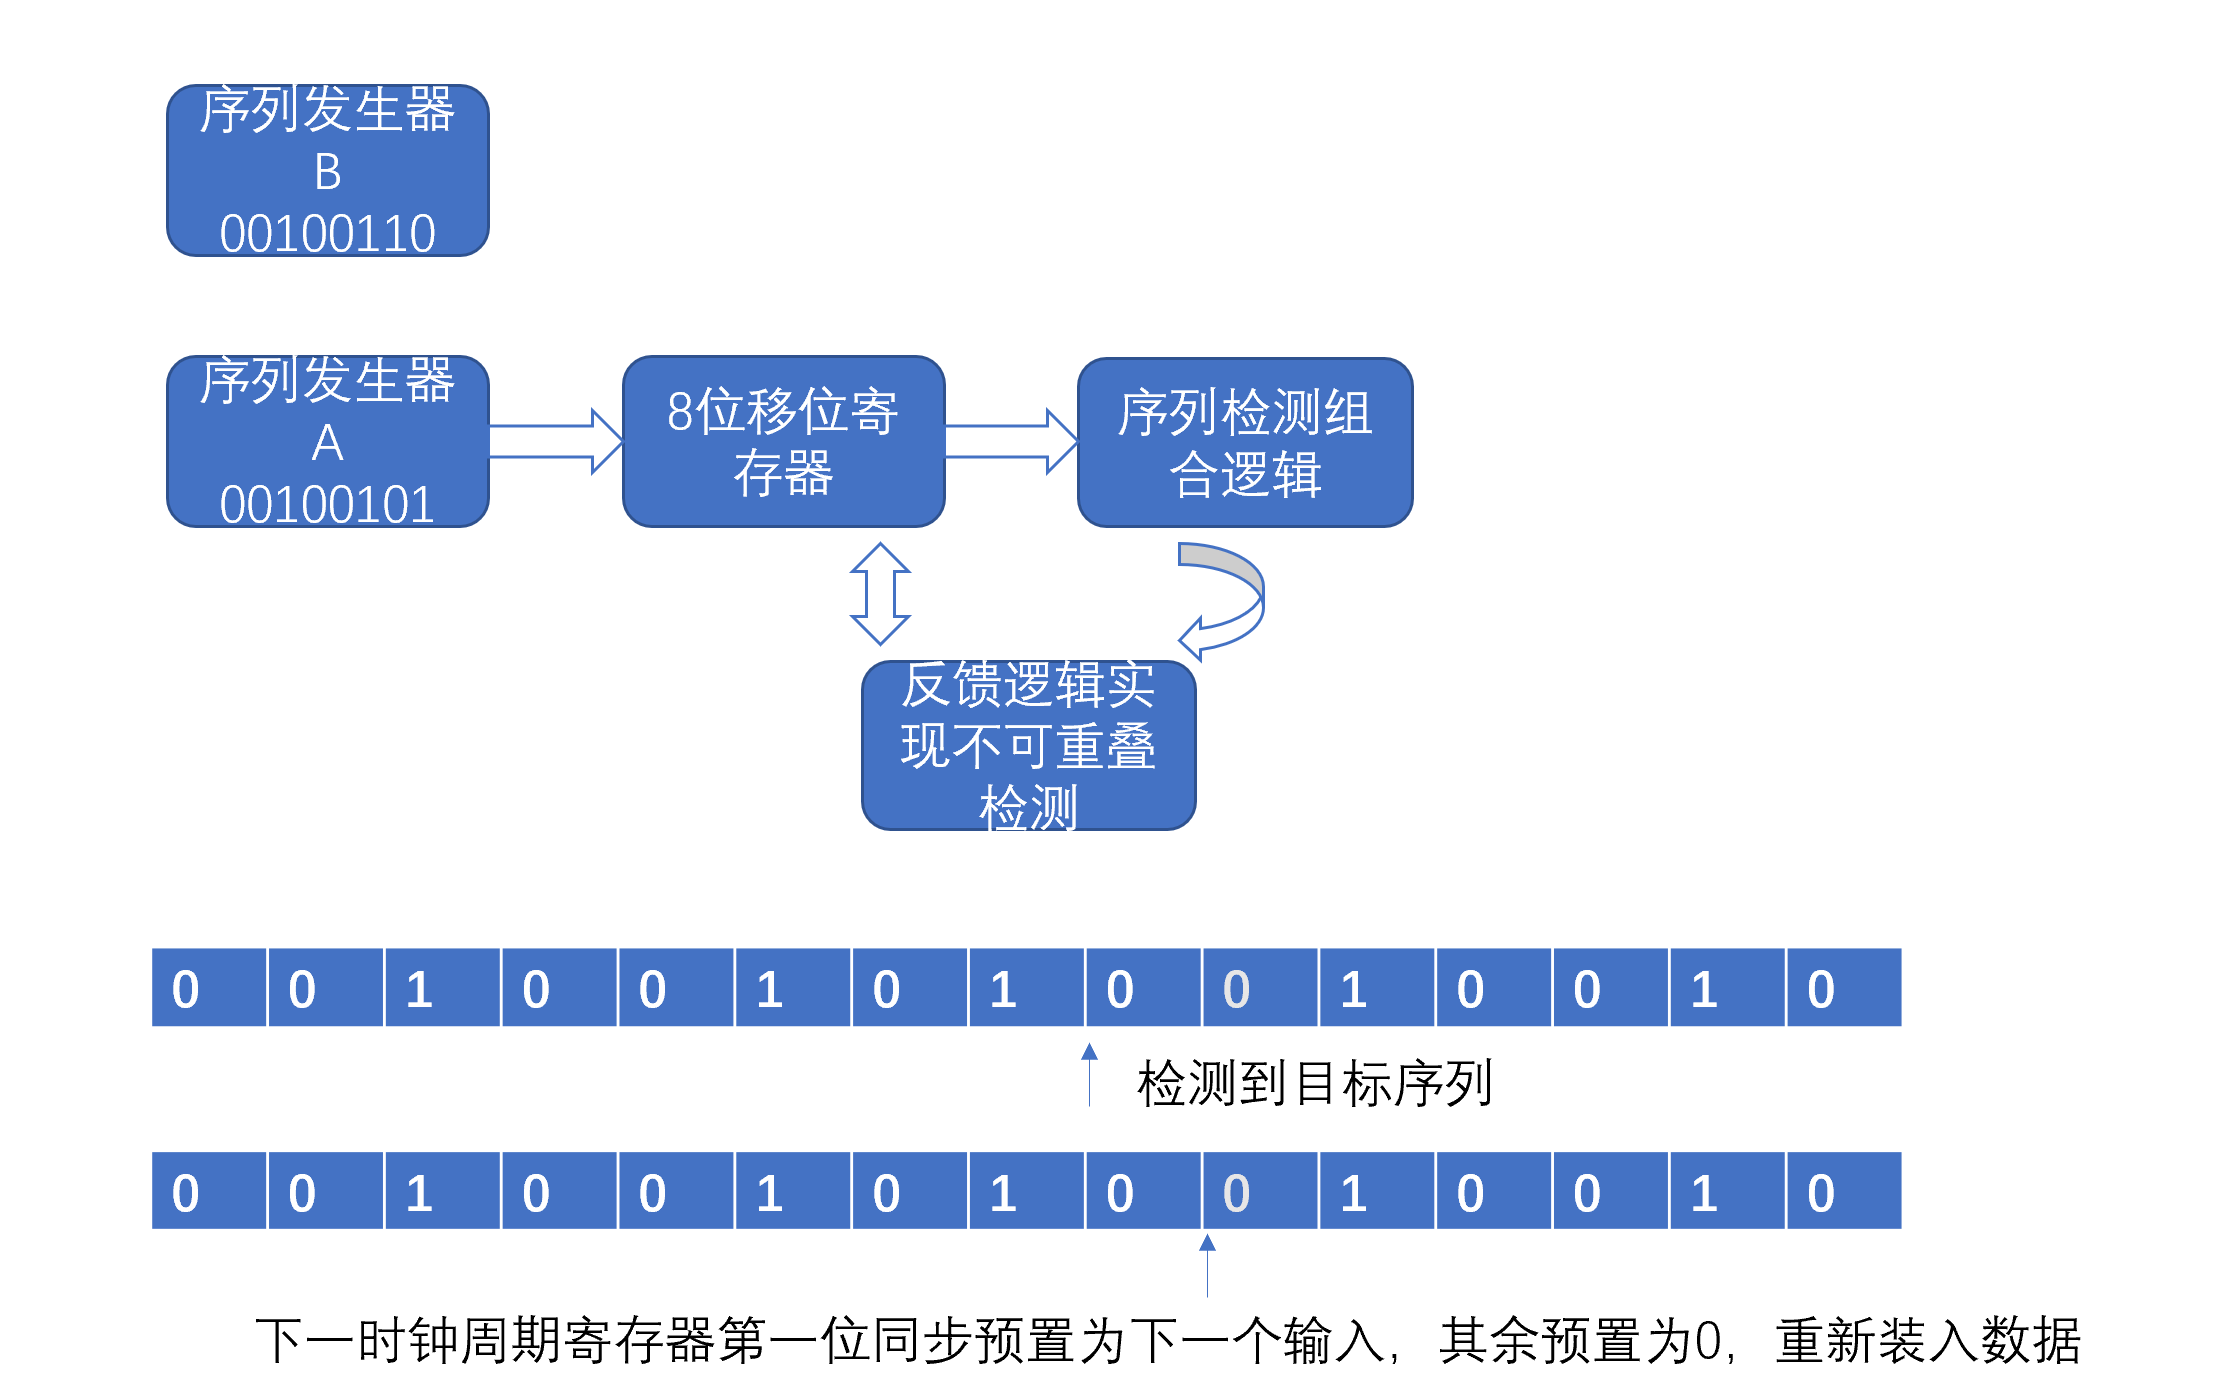 序列发生器
B
00100110
序列发生器
A
00100101
8位移位寄
存器
序列检测组
合逻辑
反馈逻辑实
现不可重叠
检测
0 0 1 0 0 1 0 1 0 0 1 0 0 1 0
检测到目标序列
0 0 1 0 0 1 0 1 0 0 1 0 0 1 0
下一时钟周期寄存器第一位同步预置为下一个输入，其余预置为0，重新装入数据